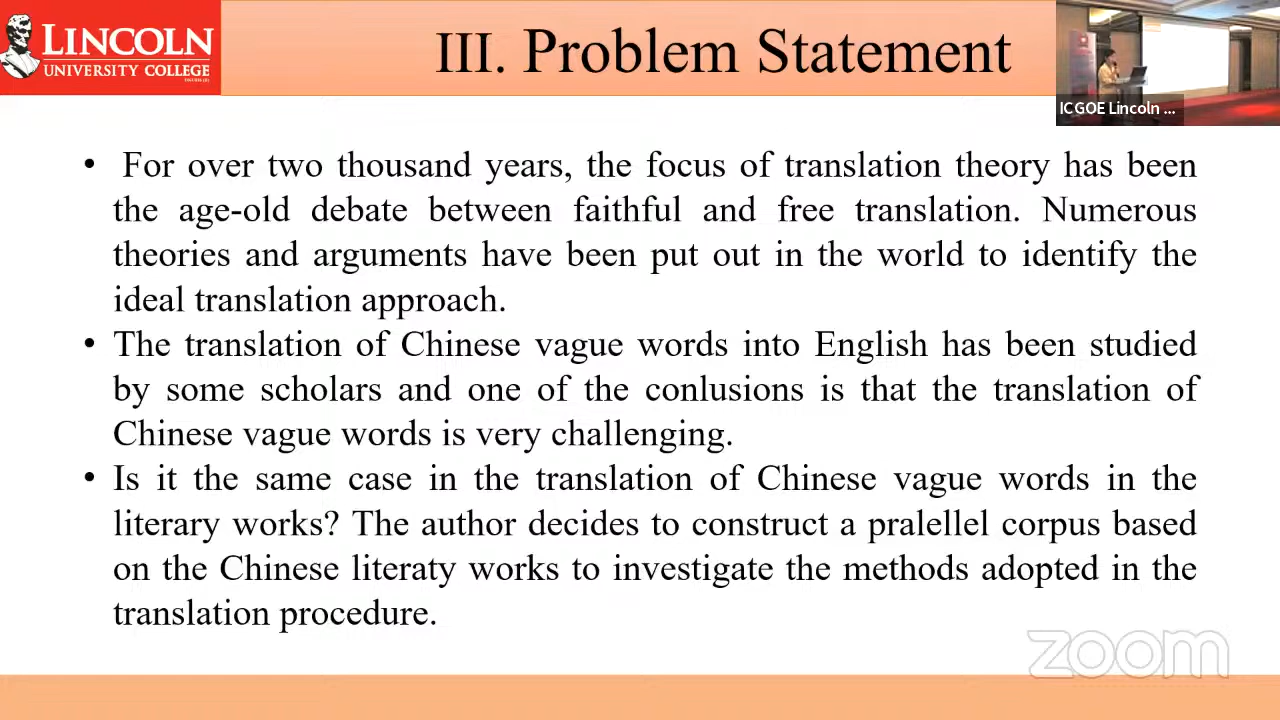 LINCOLN
UNIVERSITY COLLEGE
III. Problem Statement
ICGOE Lincoln ...
• For over two thousand years, the focus of translation theory has been
the age-old debate between faithful and free translation. Numerous
theories and arguments have been put out in the world to identify the
ideal translation approach.
• The translation of Chinese vague words into English has been studied
by some scholars and one of the conlusions is that the translation of
Chinese vague words is very challenging.
• Is it the same case in the translation of Chinese vague words in the
literary works? The author decides to construct a pralellel corpus based
on the Chinese literaty works to investigate the methods adopted in the
translation procedure.
zoom